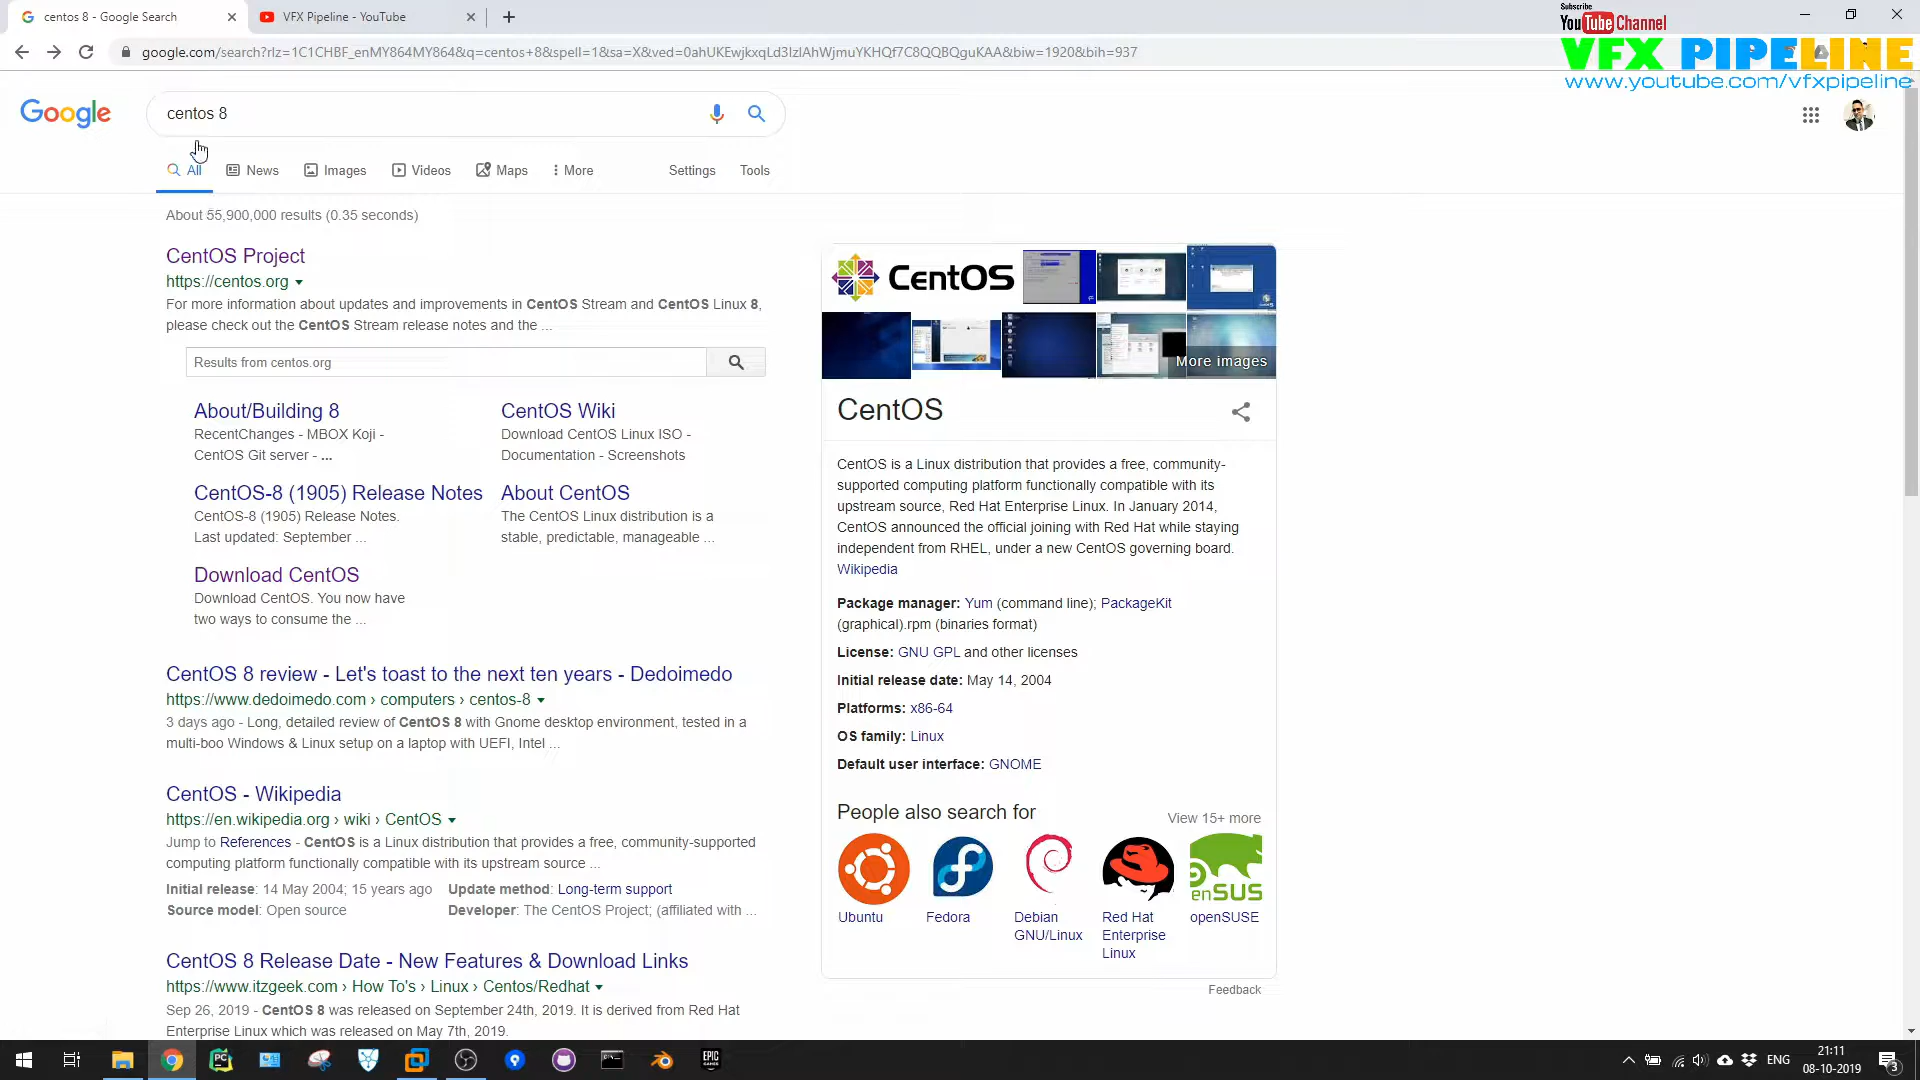 centos 8 - Google Search
VFX Pipeline - YouTube
google.com/search?rlz=1C1CHBF_enMY864MY864&q=centos+8&spell=1&sa=X&ved=0ahUKEwjkxqLd3IzlAhWjmuYKHQf7C8QQBQguKAA&biw=1920&bih=937
Subscribe
YouTube Channel
VFX PIPELINE
www.youtube.com/vfxpipeline
Google
centos 8
All
News
Images
Videos
Maps
More
Settings
Tools
About 55,900,000 results (0.35 seconds)
CentOS Project
https://centos.org
For more information about updates and improvements in CentOS Stream and CentOS Linux 8,
please check out the CentOS Stream release notes and the ...
Results from centos.org
About/Building 8
RecentChanges - MBOX Koji -
CentOS Git server - ...
CentOS Wiki
Download CentOS Linux ISO -
Documentation - Screenshots
CentOS-8 (1905) Release Notes
CentOS-8 (1905) Release Notes.
Last updated: September ...
About CentOS
The CentOS Linux distribution is a
stable, predictable, manageable ...
Download CentOS
Download CentOS. You now have
two ways to consume the ...
CentOS 8 review - Let's toast to the next ten years - Dedoimedo
https://www.dedoimedo.com › computers › centos-8
3 days ago - Long, detailed review of CentOS 8 with Gnome desktop environment, tested in a
multi-boo Windows & Linux setup on a laptop with UEFI, Intel ...
CentOS - Wikipedia
https://en.wikipedia.org › wiki › CentOS
Jump to References - CentOS is a Linux distribution that provides a free, community-supported
computing platform functionally compatible with its upstream source ...
Initial release: 14 May 2004; 15 years ago
Update method: Long-term support
Source model: Open source
Developer: The CentOS Project; (affiliated with ...
CentOS 8 Release Date - New Features & Download Links
https://www.itzgeek.com › How To's › Linux › Centos/Redhat
Sep 26, 2019 - CentOS 8 was released on September 24th, 2019. It is derived from Red Hat
Enterprise Linux which was released on May 7th, 2019.
CentOS
More images
CentOS
CentOS is a Linux distribution that provides a free, community-
supported computing platform functionally compatible with its
upstream source, Red Hat Enterprise Linux. In January 2014,
CentOS announced the official joining with Red Hat while staying
independent from RHEL, under a new CentOS governing board.
Wikipedia
Package manager: Yum (command line); PackageKit
(graphical).rpm (binaries format)
License: GNU GPL and other licenses
Initial release date: May 14, 2004
Platforms: x86-64
OS family: Linux
Default user interface: GNOME
People also search for
View 15+ more
enSUS
Ubuntu
Fedora
Debian
GNU/Linux
Red Hat
Enterprise
Linux
openSUSE
Feedback
PC
EPIC
GAMES
ENG
21:11
08-10-2019
3